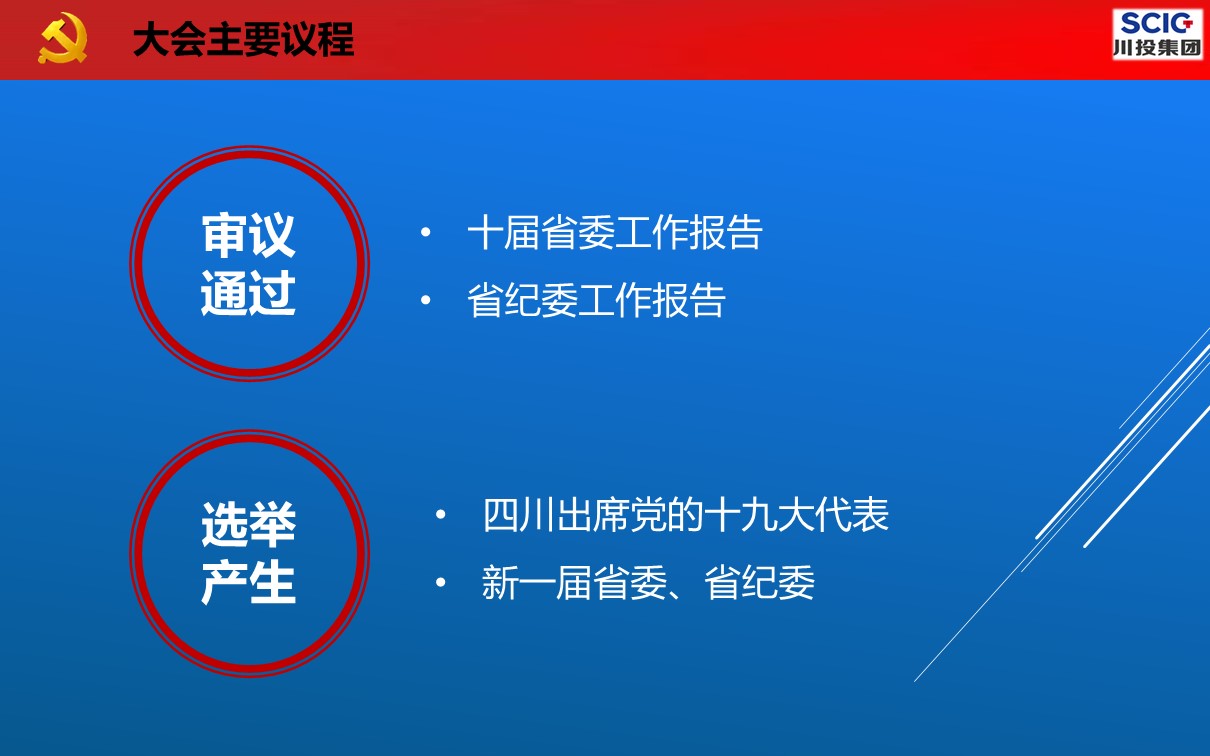 大会主要议程
SCIG
川投集团
审议
通过
• 十届省委工作报告
• 省纪委工作报告
选举
产生
• 四川出席党的十九大代表
• 新一届省委、省纪委